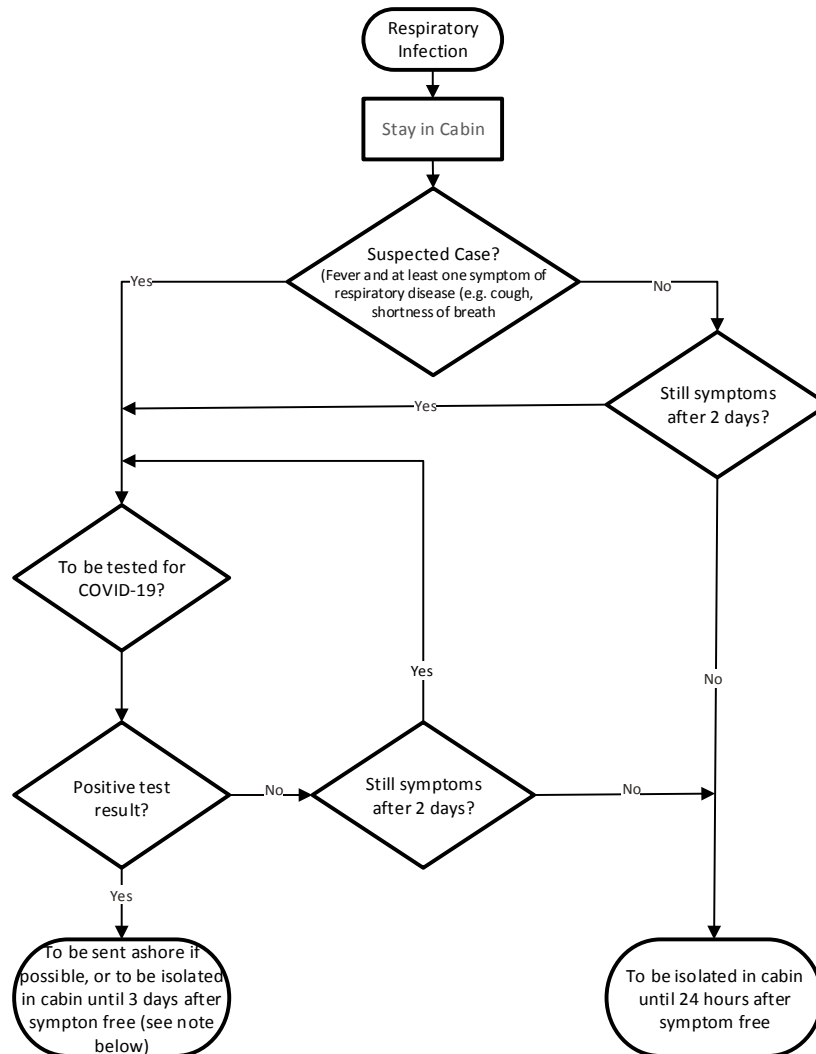 Respiratory
Infection
Stay in Cabin
Suspected Case?
(Fever and at least one symptom of
respiratory disease (e.g. cough,
shortness of breath
Yes
No
Still symptoms
after 2 days?
Yes
To be tested for
COVID-19?
Yes
No
Positive test
result?
No
Still symptoms
after 2 days?
No
Yes
To be sent ashore if
possible, or to be isolated
in cabin until 3 days after
sympton free (see note
below)
To be isolated in cabin
until 24 hours after
symptom free